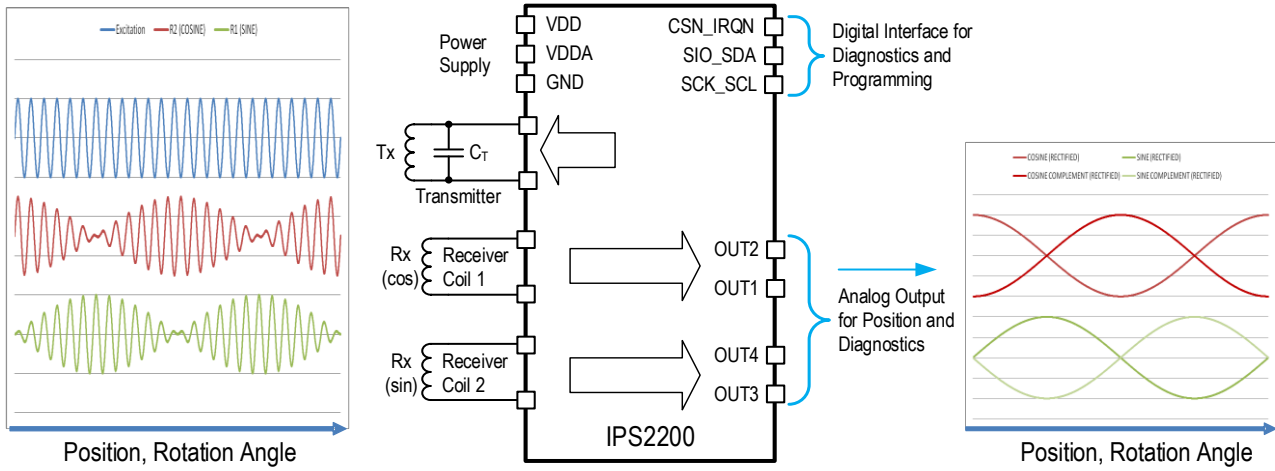 Excitation R2 (COSINE) R1 (SINE)
Position, Rotation Angle
Power
Supply
VDD
VDDA
GND
Tx
CT
Transmitter
Rx
(cos)
Receiver
Coil 1
Rx
(sin)
Receiver
Coil 2
CSN_IRQN
SIO_SDA
SCK_SCL
OUT2
OUT1
OUT4
OUT3
IPS2200
Digital Interface for
Diagnostics and
Programming
Analog Output
for Position and
Diagnostics
COSINE (RECTIFIED) SINE (RECTIFIED)
COSINE COMPLEMENT (RECTIFIED) SINE COMPLEMENT (RECTIFIED)
Position, Rotation Angle